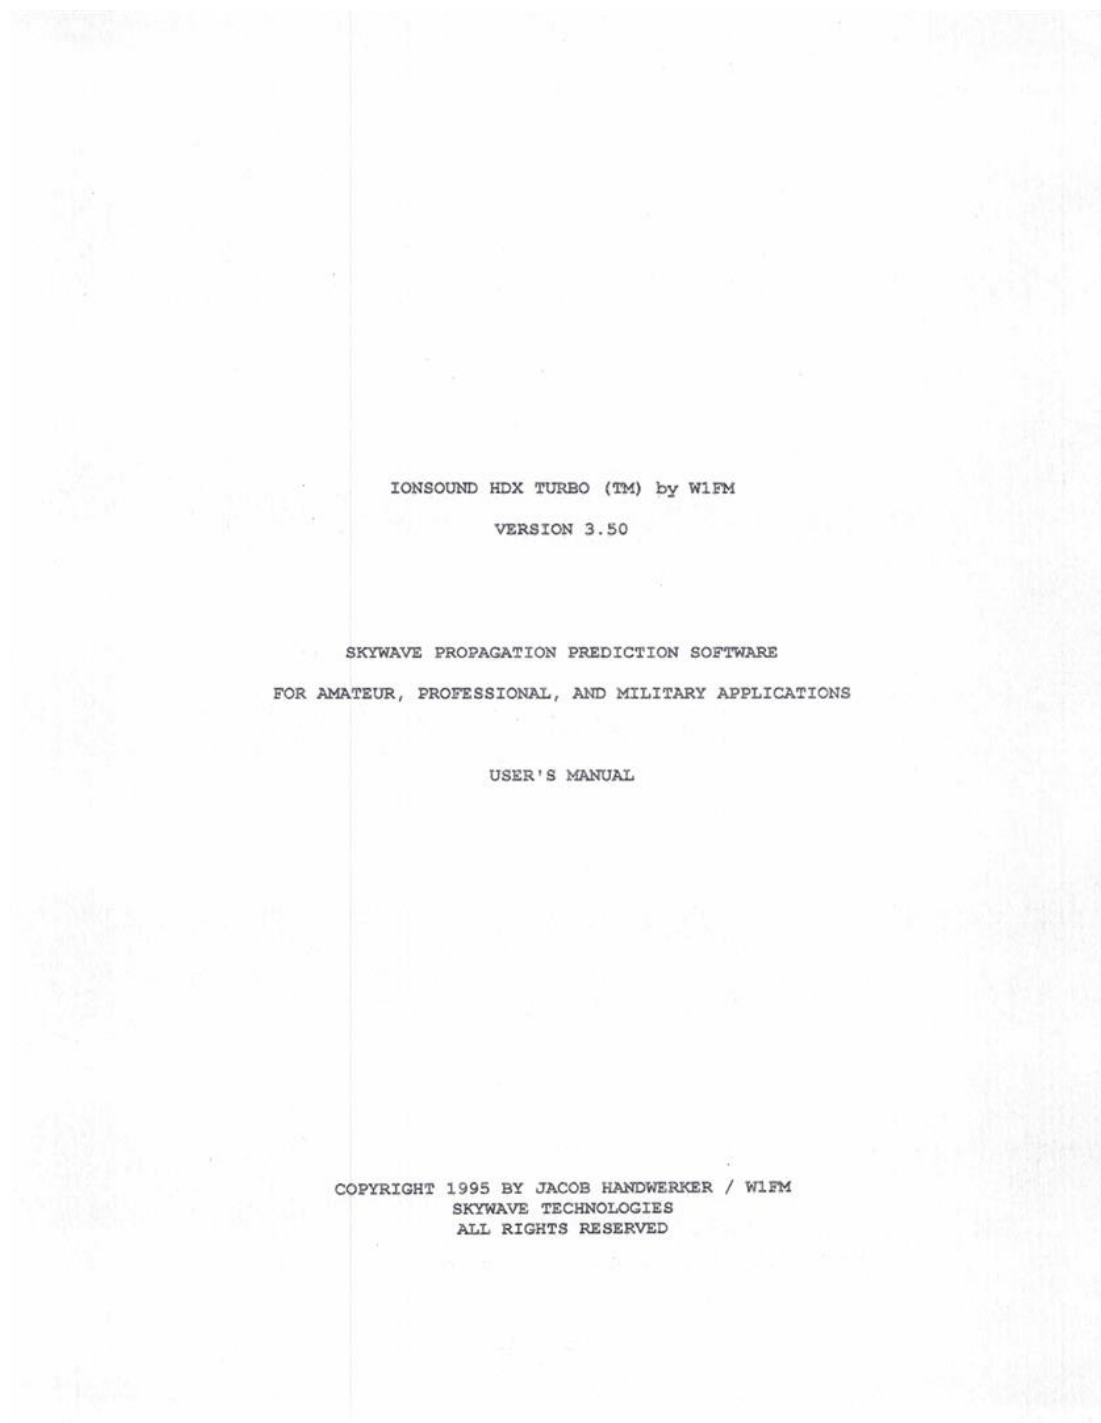 IONSOUND HDX TURBO (TM) by W1FM
VERSION 3.50
SKYWAVE PROPAGATION PREDICTION SOFTWARE
FOR AMATEUR, PROFESSIONAL, AND MILITARY APPLICATIONS
USER'S MANUAL
COPYRIGHT 1995 BY JACOB HANDWERKER / W1FM
SKYWAVE TECHNOLOGIES
ALL RIGHTS RESERVED